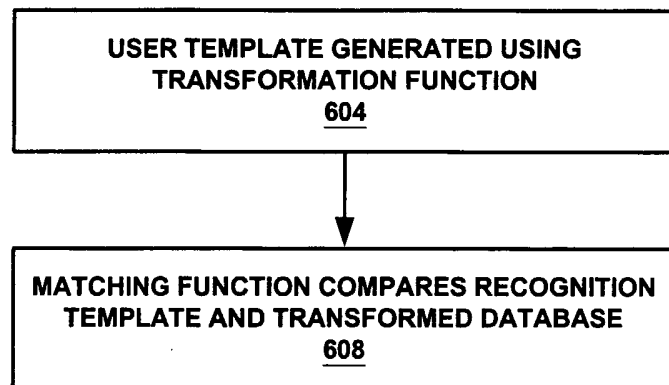 USER TEMPLATE GENERATED USING
TRANSFORMATION FUNCTION
604
MATCHING FUNCTION COMPARES RECOGNITION
TEMPLATE AND TRANSFORMED DATABASE
608